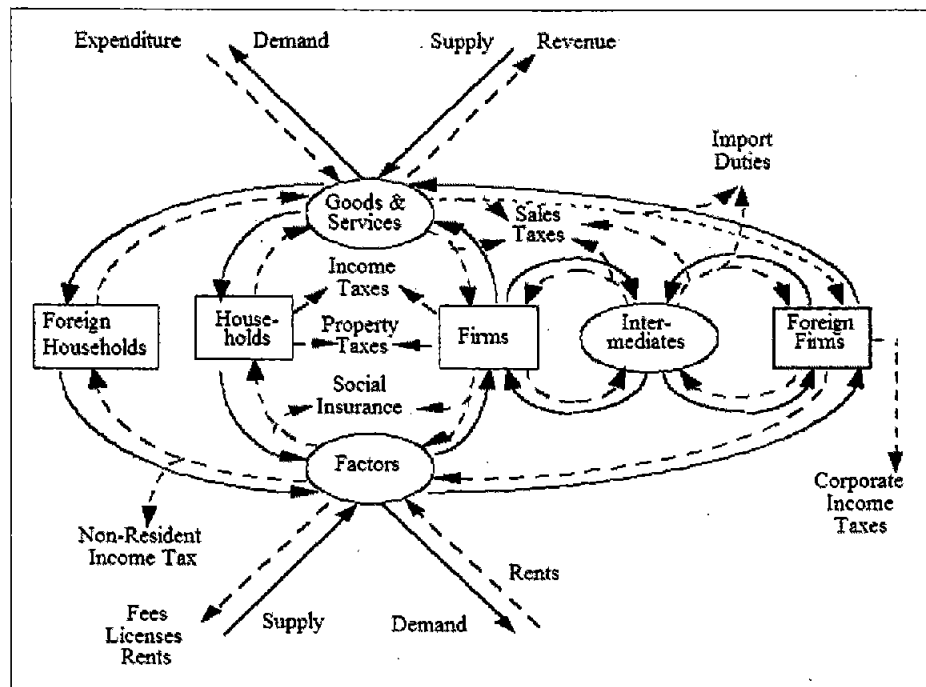 Expenditure
Demand
Supply
Revenue
Import
Duties
Goods &
Services
Sales
Taxes
Income
Taxes
Foreign
Households
House-
holds
Property
Taxes
Firms
Inter-
mediates
Foreign
Firms
Social
Insurance
Factors
Corporate
Income
Taxes
Non-Resident
Income Tax
Rents
Fees
Licenses
Rents
Supply
Demand